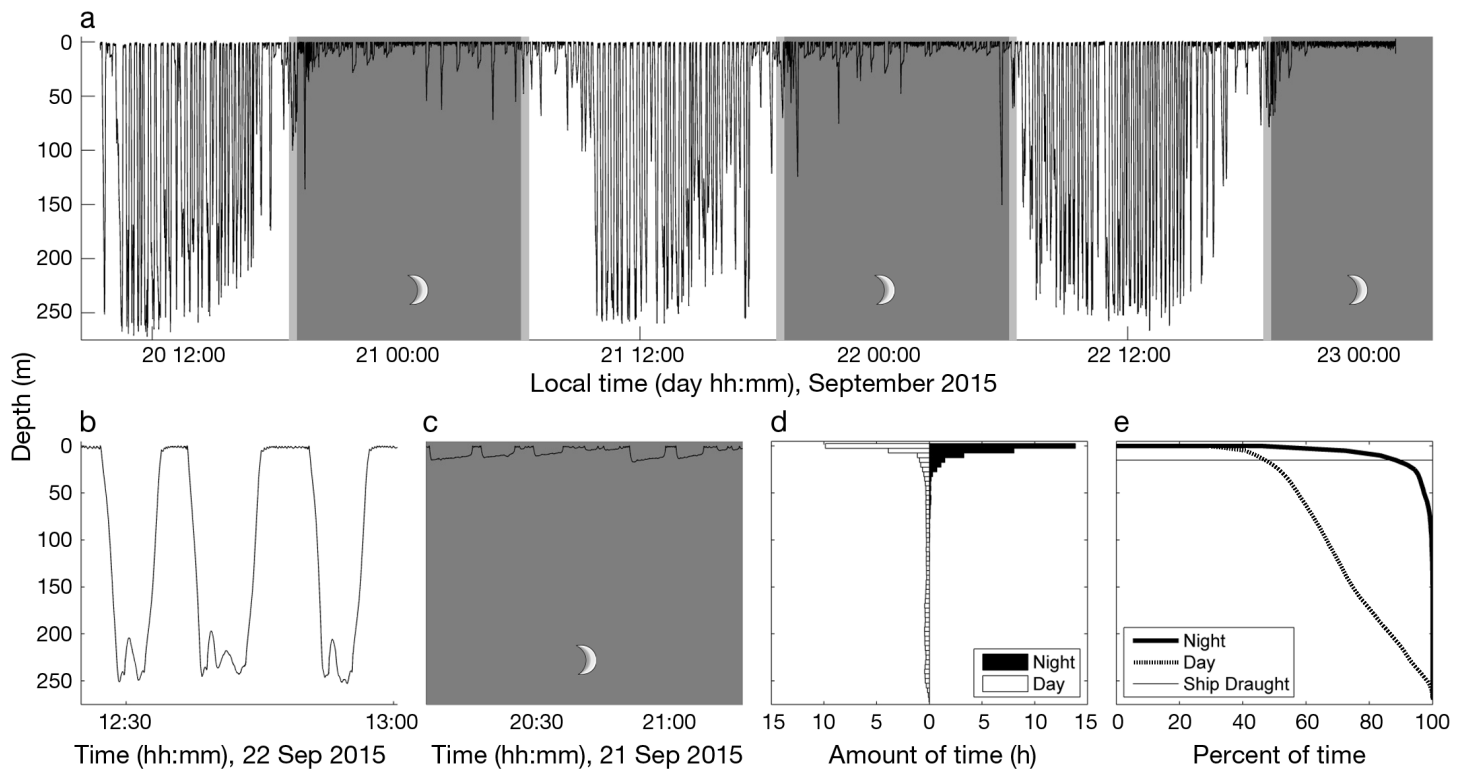 a
0
50
100
150
200
250
20 12:00 21 00:00 21 12:00 22 00:00 22 12:00 23 00:00
Local time (day hh:mm), September 2015
Depth (m)
b
0
50
100
150
200
250
12:30 13:00
Time (hh:mm), 22 Sep 2015
c
20:30 21:00
Time (hh:mm), 21 Sep 2015
d
Night
Day
15 10 5 0 5 10 15
Amount of time (h)
e
Night
Day
Ship Draught
0 20 40 60 80 100
Percent of time